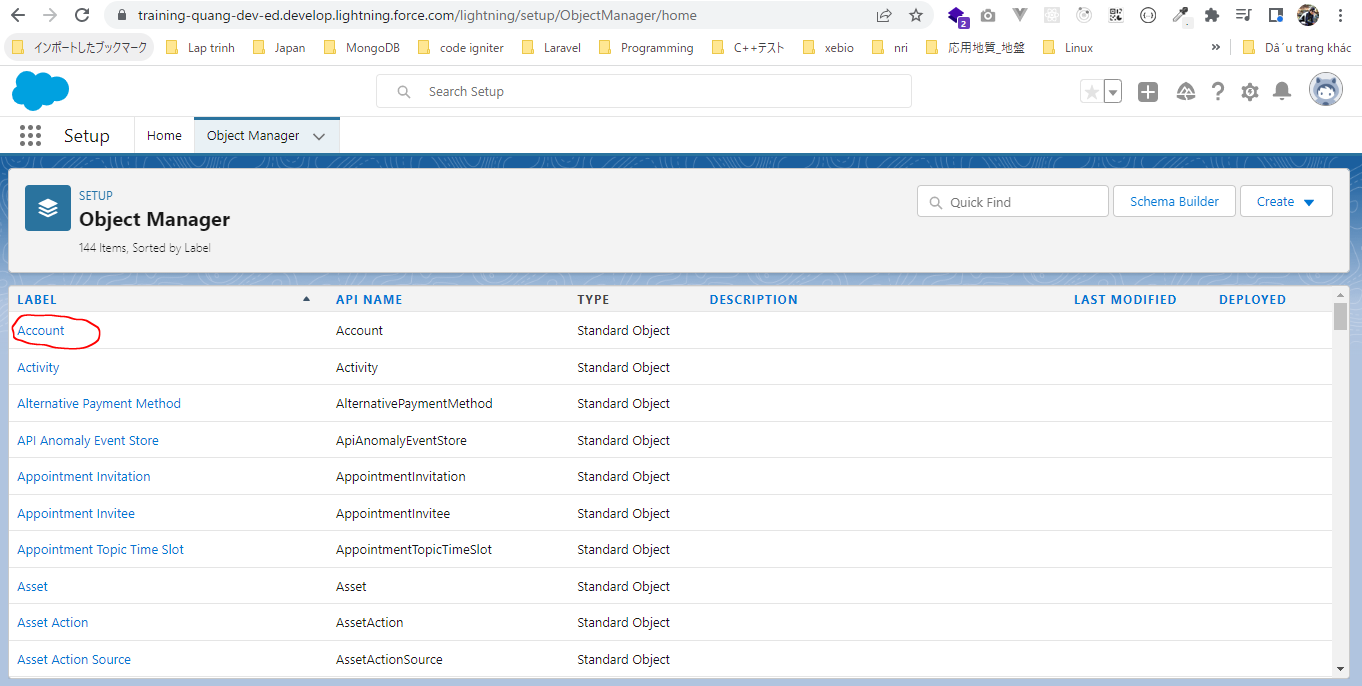 training-quang-dev-ed.develop.lightning.force.com/lightning/setup/ObjectManager/home
2
インポートしたブックマーク Lap trinh Japan MongoDB code igniter Laravel Programming C++テスト xebio nri 応用地質_地盤 Linux » Dấu trang khác
Search Setup
Setup Home Object Manager
SETUP
Object Manager
144 Items, Sorted by Label
Quick Find Schema Builder Create
LABEL API NAME TYPE DESCRIPTION LAST MODIFIED DEPLOYED
Account Account Standard Object
Activity Activity Standard Object
Alternative Payment Method AlternativePaymentMethod Standard Object
API Anomaly Event Store ApiAnomalyEventStore Standard Object
Appointment Invitation AppointmentInvitation Standard Object
Appointment Invitee AppointmentInvitee Standard Object
Appointment Topic Time Slot AppointmentTopicTimeSlot Standard Object
Asset Asset Standard Object
Asset Action AssetAction Standard Object
Asset Action Source AssetActionSource Standard Object